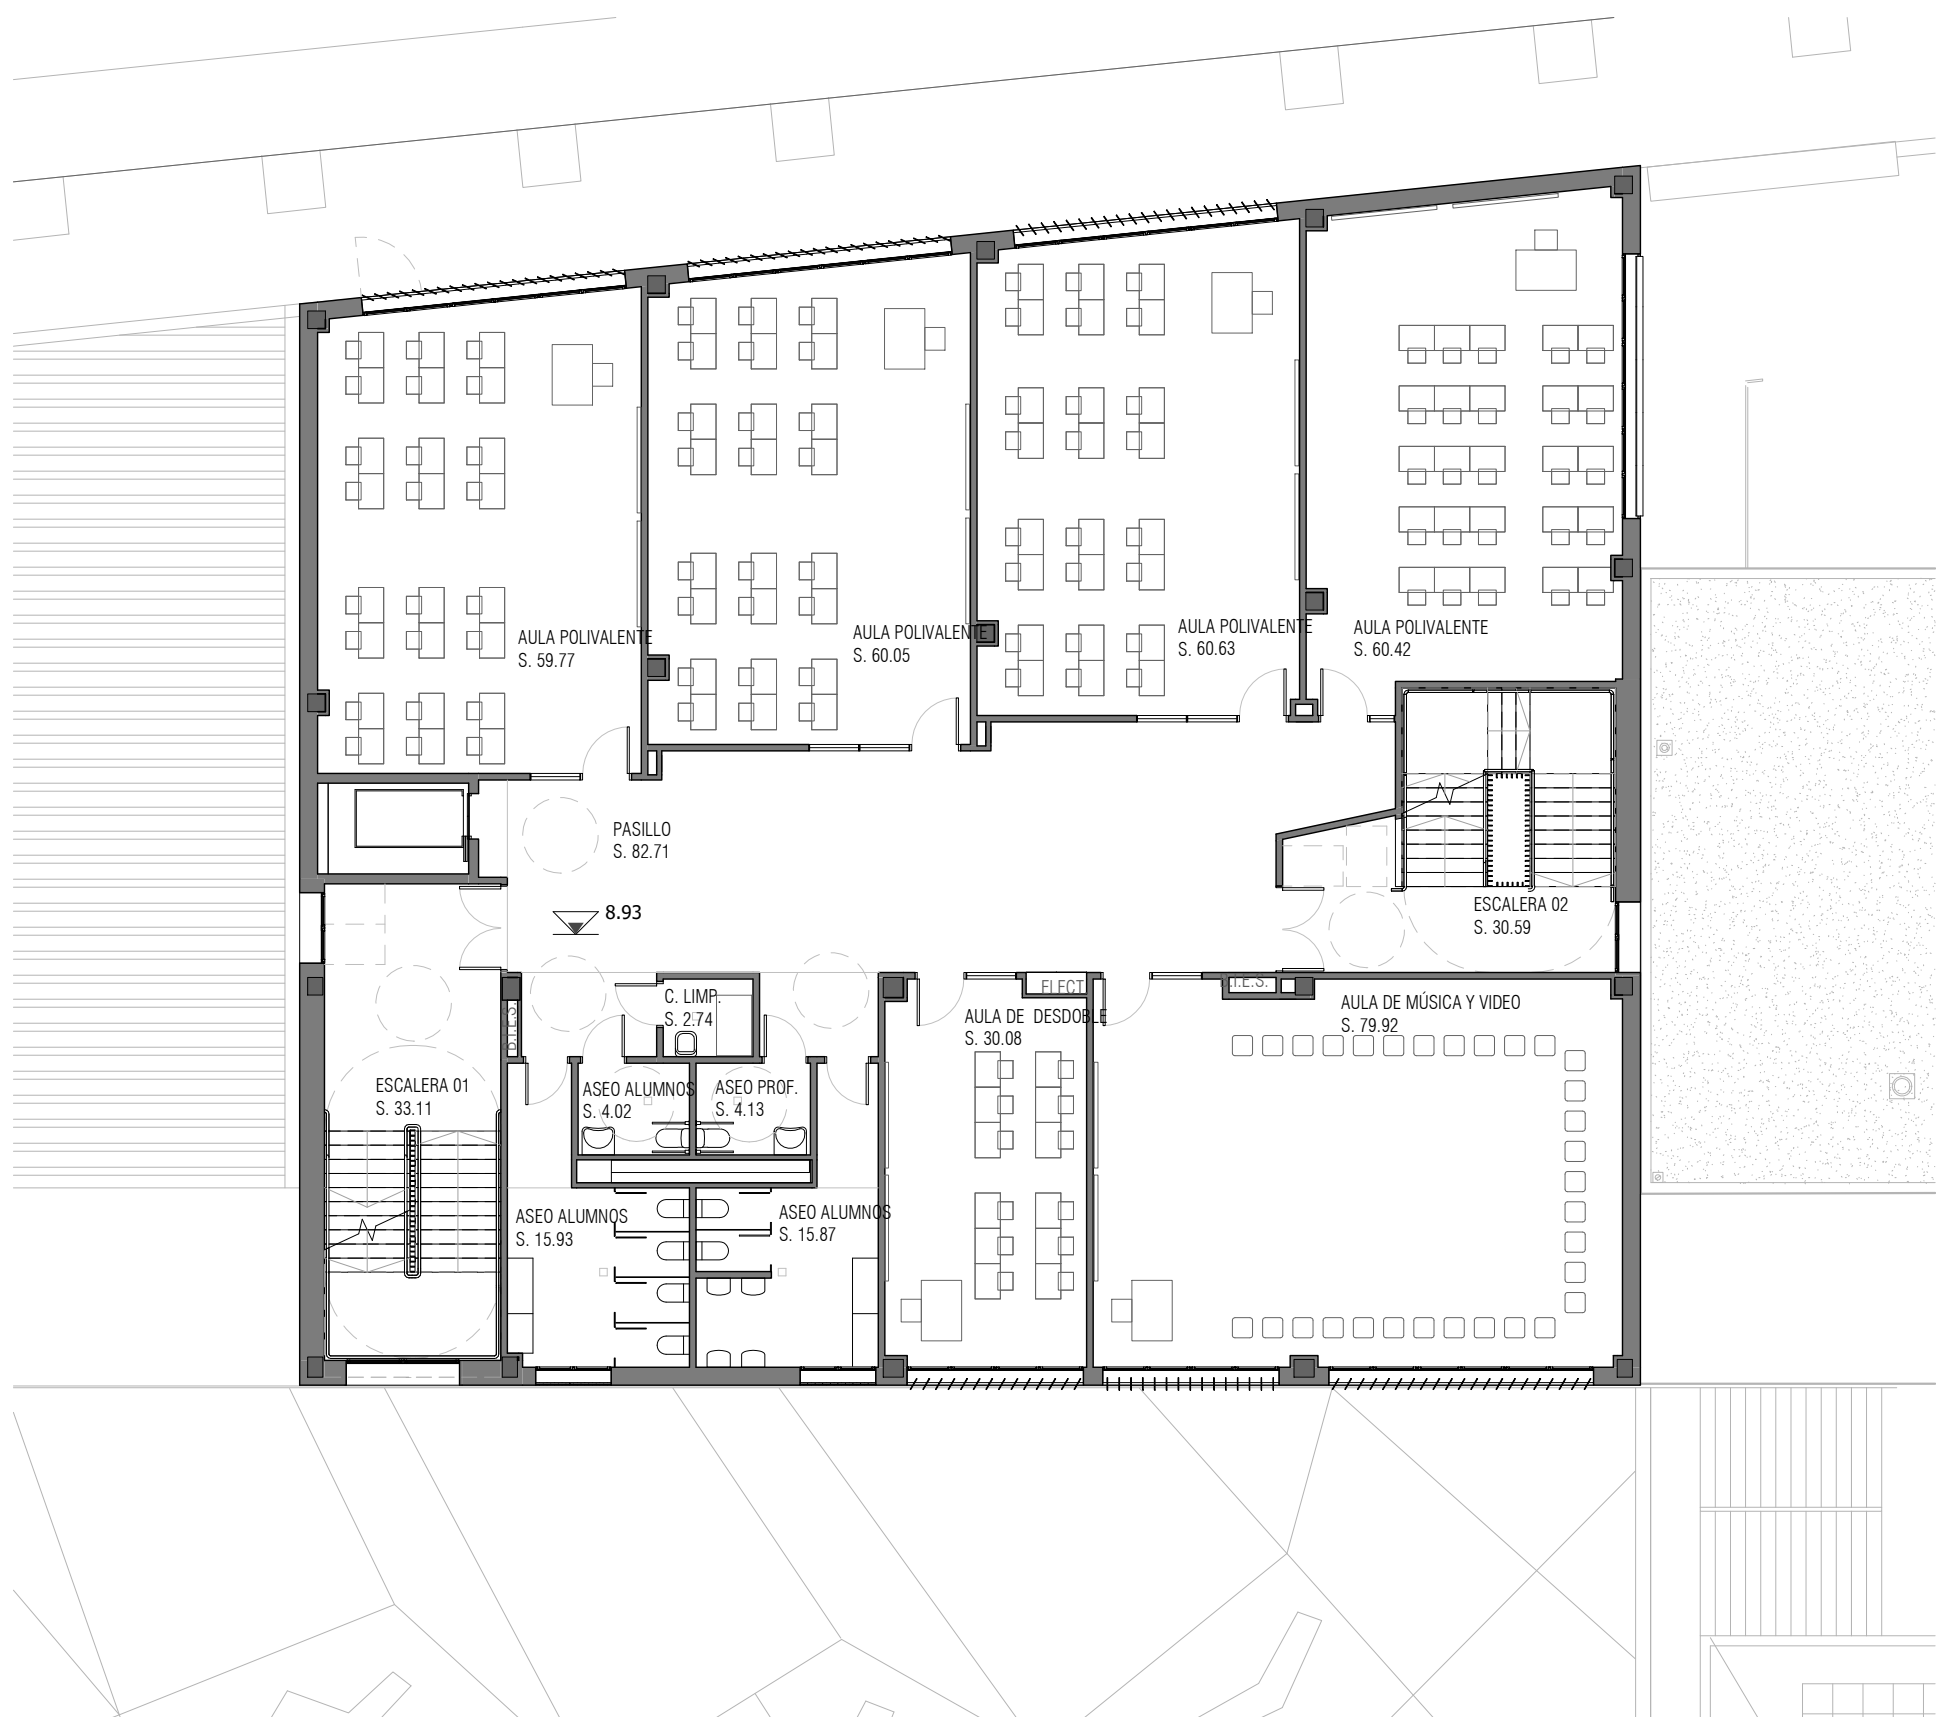 AULA POLIVALENTE
S. 59.77
AULA POLIVALENTE
S. 60.05
AULA POLIVALENTE
S. 60.63
AULA POLIVALENTE
S. 60.42
PASILLO
S. 82.71
8.93
ESCALERA 02
S. 30.59
C. LIMP.
S. 2.74
B.I.E.S.
ELECT
B.I.E.S.
AULA DE DESDOBLE
S. 30.08
AULA DE MÚSICA Y VIDEO
S. 79.92
ESCALERA 01
S. 33.11
ASEO ALUMNOS
S. 4.02
ASEO PROF.
S. 4.13
ASEO ALUMNOS
S. 15.93
ASEO ALUMNOS
S. 15.87